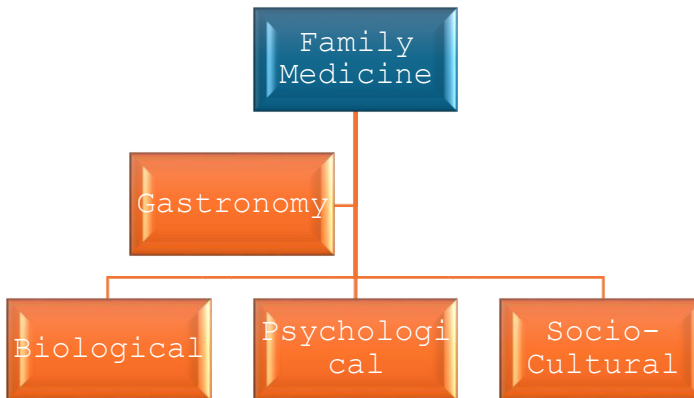 Family
Medicine
Gastronomy
Biological
Psychologi
cal
Socio-
Cultural